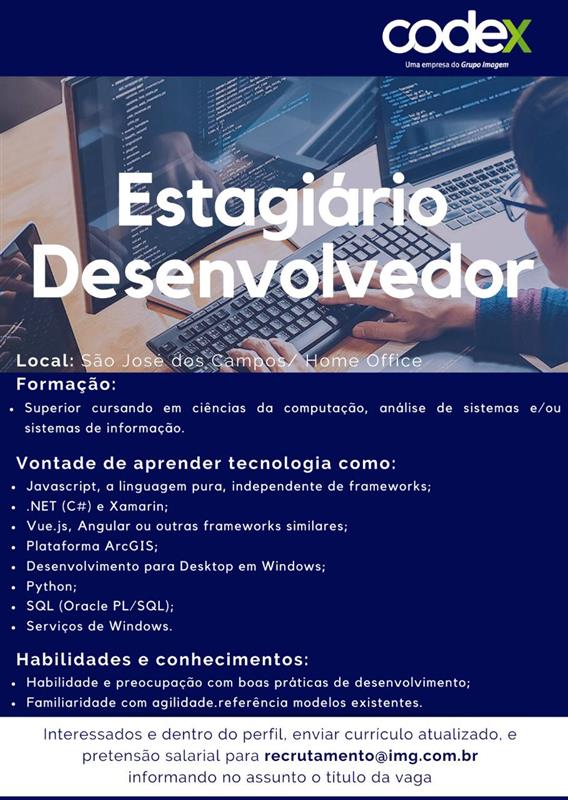 codex
Uma empresa do Grupo Imagem
Estagiário
Desenvolvedor
Local: São José dos Campos/ Home Office
Formação:
• Superior cursando em ciências da computação, análise de sistemas e/ou
sistemas de informação.
Vontade de aprender tecnologia como:
• Javascript, a linguagem pura, independente de frameworks;
• .NET (C#) e Xamarin;
• Vue.js, Angular ou outras frameworks similares;
• Plataforma ArcGIS;
• Desenvolvimento para Desktop em Windows;
• Python;
• SQL (Oracle PL/SQL);
• Serviços de Windows.
Habilidades e conhecimentos:
• Habilidade e preocupação com boas práticas de desenvolvimento;
• Familiaridade com agilidade.referência modelos existentes.
Interessados e dentro do perfil, enviar currículo atualizado, e
pretensão salarial para recrutamento@img.com.br
informando no assunto o título da vaga